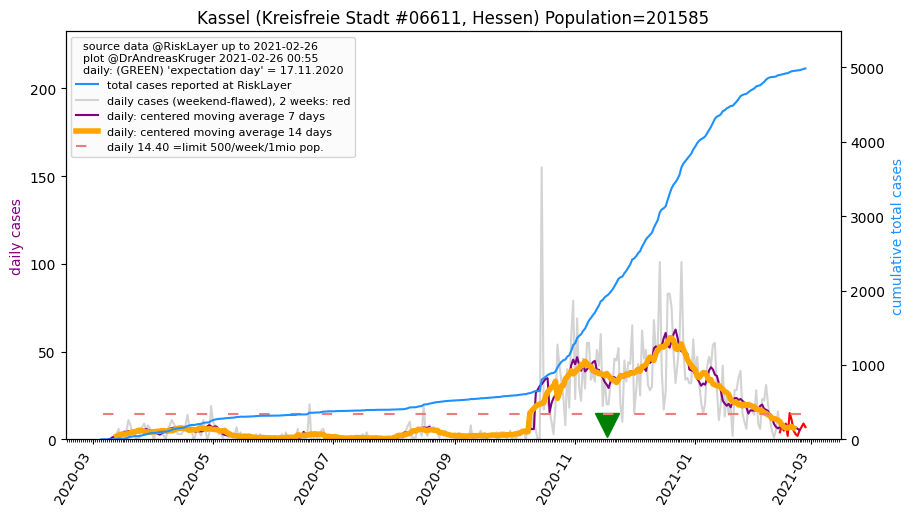 Kassel (Kreisfreie Stadt #06611, Hessen) Population=201585
source data @RiskLayer up to 2021-02-26
plot @DrAndreasKruger 2021-02-26 00:55
daily: (GREEN) 'expectation day' = 17.11.2020
total cases reported at RiskLayer
daily cases (weekend-flawed), 2 weeks: red
daily: centered moving average 7 days
daily: centered moving average 14 days
daily 14.40 =limit 500/week/1mio pop.
daily cases
200
150
100
50
0
cumulative total cases
5000
4000
3000
2000
1000
0
2020-03
2020-05
2020-07
2020-09
2020-11
2021-01
2021-03